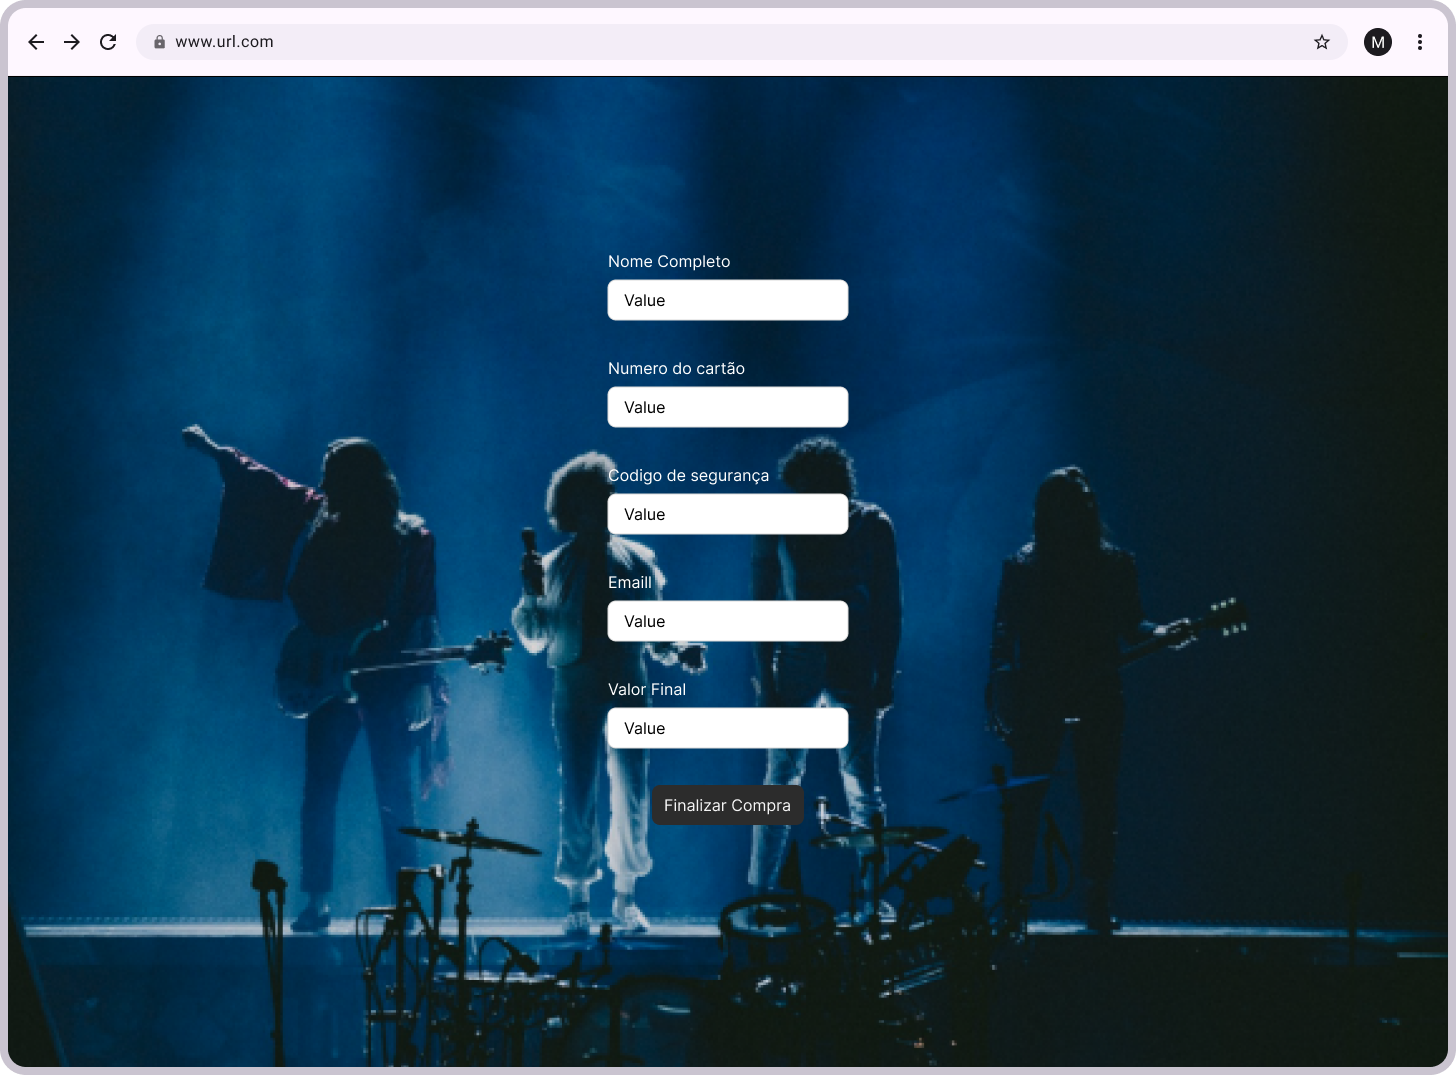 www.url.com
M
Nome Completo
Value
Numero do cartão
Value
Codigo de segurança
Value
Emaill
Value
Valor Final
Value
Finalizar Compra